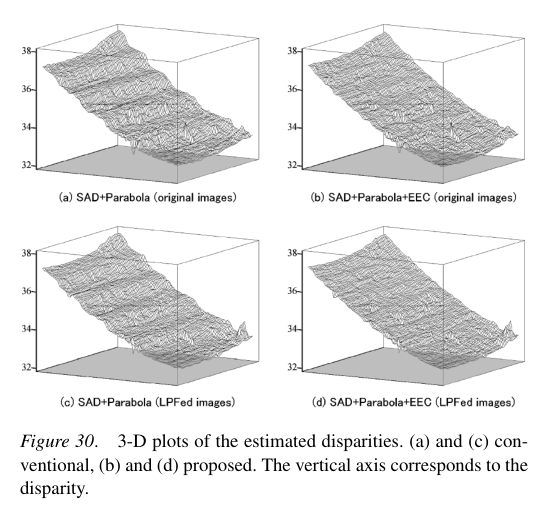 38
36
34
32
(a) SAD+Parabola (original images)
38
36
34
32
(b) SAD+Parabola+EEC (original images)
38
36
34
32
(c) SAD+Parabola (LPFed images)
38
36
34
32
(d) SAD+Parabola+EEC (LPFed images)
Figure 30. 3-D plots of the estimated disparities. (a) and (c) con-
ventional, (b) and (d) proposed. The vertical axis corresponds to the
disparity.